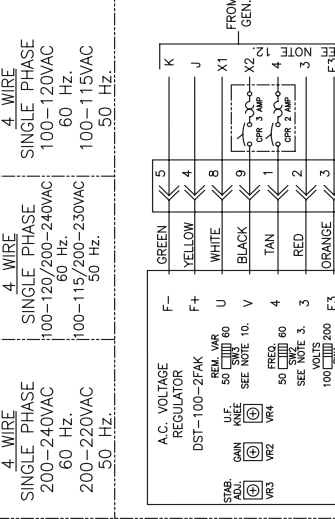 4 WIRE
SINGLE PHASE
200-240VAC
60 Hz.
200-220VAC
50 Hz.
4 WIRE
SINGLE PHASE
100-120/200-240VAC
60 Hz.
100-115/200-230VAC
50 Hz.
4 WIRE
SINGLE PHASE
100-120VAC
60 Hz.
100-115VAC
50 Hz.
FROM
GEN.
NOTE 12.
A.C. VOLTAGE
REGULATOR
DST-100-2FAK
STAB.
ADJ.
VR3
GAIN
VR2
U.F.
KNEE
VR4
REM. VAR
50 60
SW3
SEE NOTE 10.
FREQ.
50 60
SW2
SEE NOTE 3.
VOLTS
100 200
F- GREEN 5 K
F+ YELLOW 4 J
U WHITE 8 X1
V BLACK 9 CPR 3 AMP X2
4 TAN 1 CPR 2 AMP 4
3 RED 2 3
F3 ORANGE 3 F3